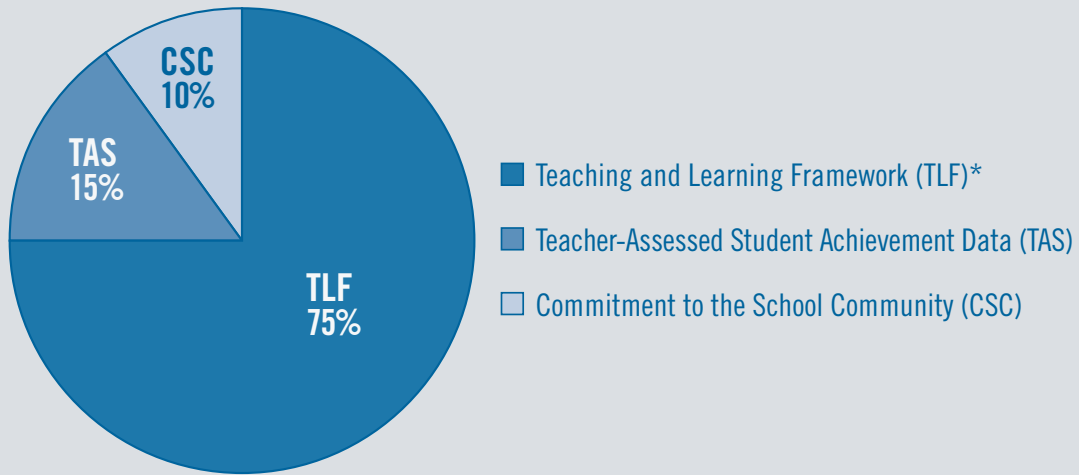 CSC
10%
TAS
15%
TLF
75%
Teaching and Learning Framework (TLF)*
Teacher-Assessed Student Achievement Data (TAS)
Commitment to the School Community (CSC)